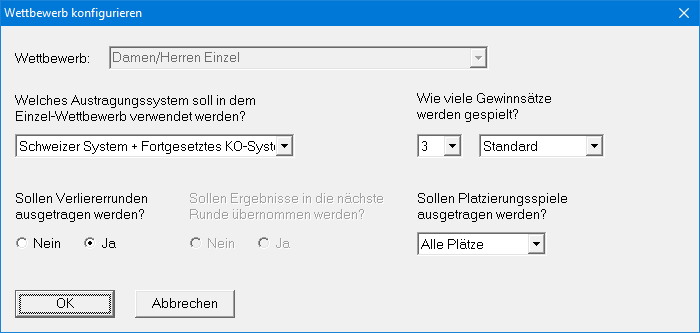 Wettbewerb konfigurieren
Wettbewerb: Damen/Herren Einzel
Welches Austragungssystem soll in dem
Einzel-Wettbewerb verwendet werden?
Schweizer System + Fortgesetztes KO-Syste
Wie viele Gewinnsätze
werden gespielt?
3 Standard
Sollen Verliererrunden
ausgetragen werden?
Nein Ja
Sollen Ergebnisse in die nächste
Runde übernommen werden?
Nein Ja
Sollen Platzierungsspiele
ausgetragen werden?
Alle Plätze
OK Abbrechen